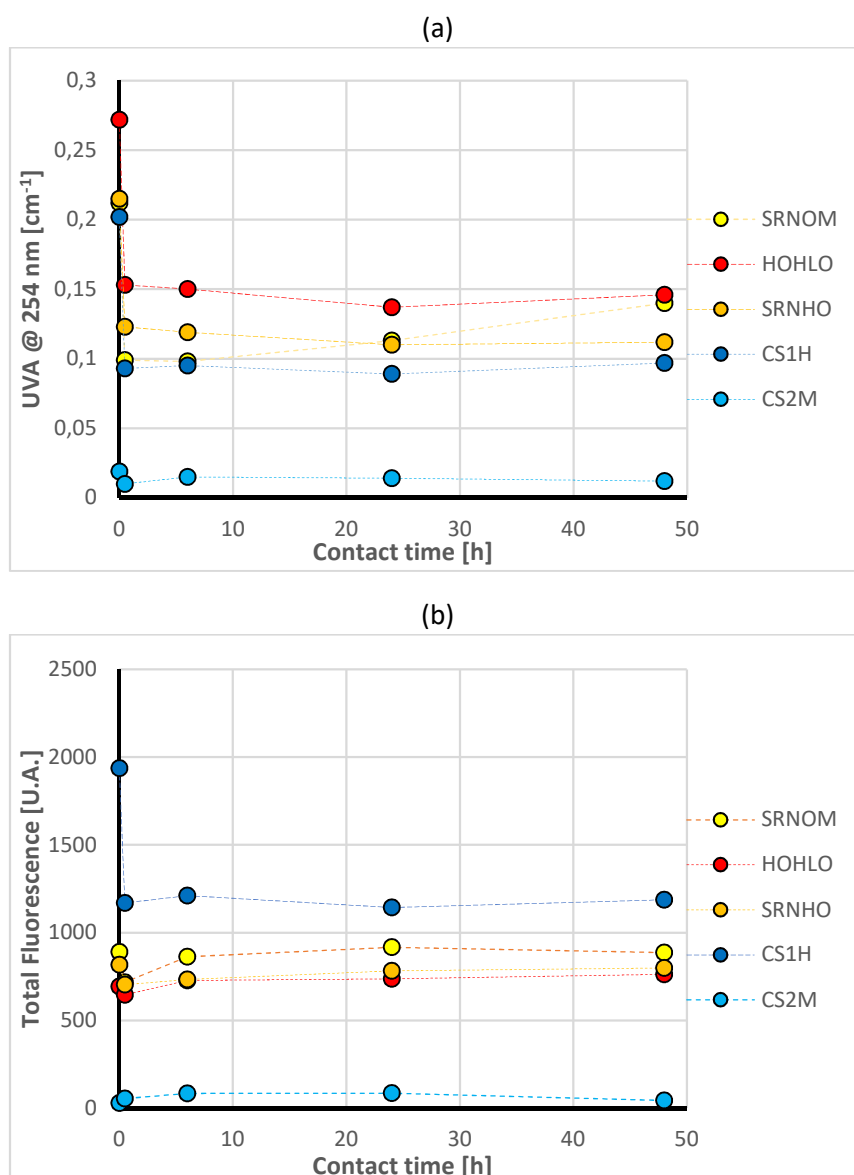 (a)
UVA @ 254 nm [cm⁻¹]
0,3
0,25
0,2
0,15
0,1
0,05
0
0 10 20 30 40 50
Contact time [h]
SRNOM
HOHLO
SRNHO
CS1H
CS2M
(b)
Total Fluorescence [U.A.]
2500
2000
1500
1000
500
0
0 10 20 30 40 50
Contact time [h]
SRNOM
HOHLO
SRNHO
CS1H
CS2M